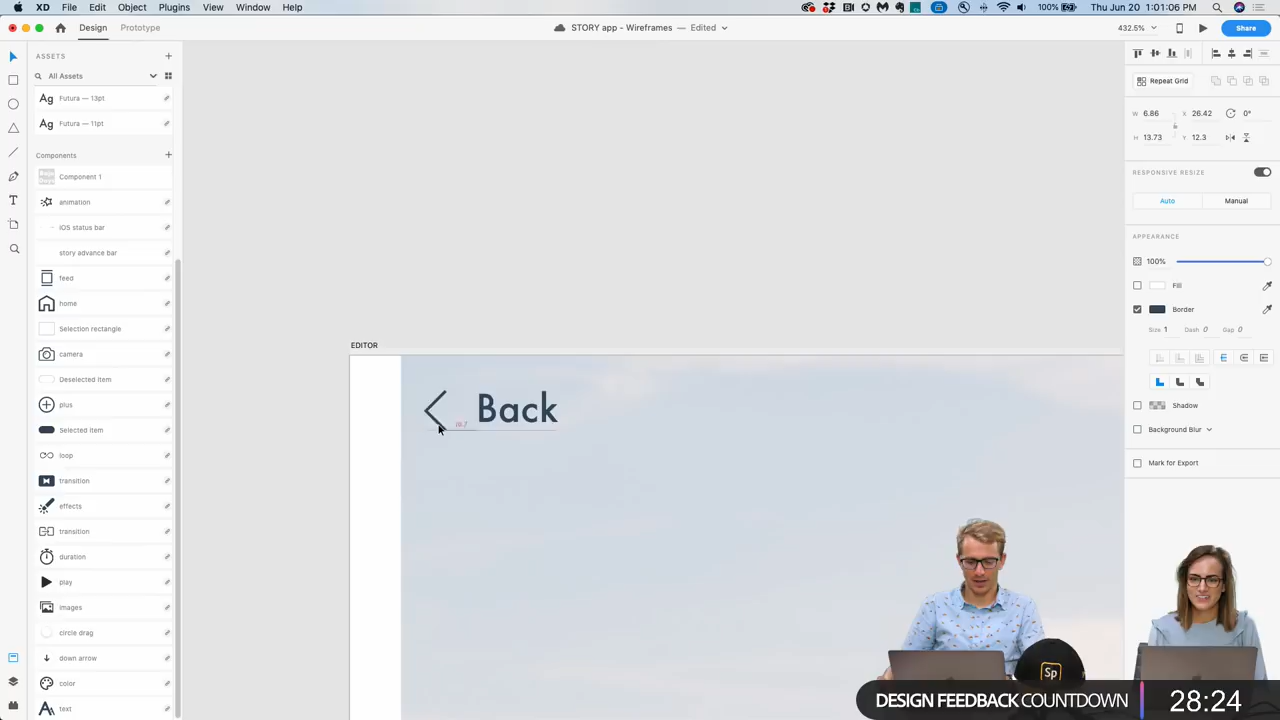 XD File Edit Object Plugins View Window Help
100% Thu Jun 20 1:01:06 PM
Design Prototype
STORY app - Wireframes — Edited
432.5%
Share
ASSETS
All Assets
Ag Futura — 13pt
Ag Futura — 11pt
Components
Component 1
animation
iOS status bar
story advance bar
feed
home
Selection rectangle
camera
Deselected item
plus
Selected item
loop
transition
effects
transition
duration
play
images
circle drag
down arrow
color
text
EDITOR
Back
10.7
Repeat Grid
W 6.86 X 26.42 0°
H 13.73 Y 12.3
RESPONSIVE RESIZE
Auto Manual
APPEARANCE
100%
Fill
Border
Size 1 Dash 0 Gap 0
Shadow
Background Blur
Mark for Export
Sp
DESIGN FEEDBACK COUNTDOWN 28:24